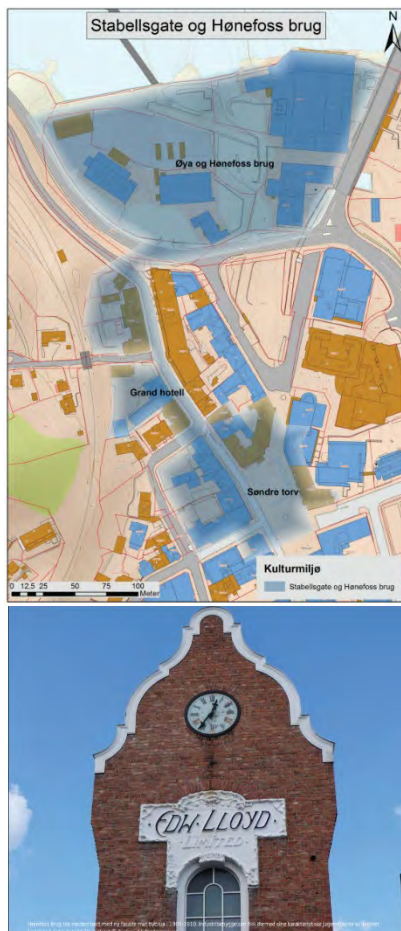 Stabellsgate og Hønefoss brug
N
Øya og Hønefoss brug
Grand hotell
Søndre torv
Kulturmiljø
Stabellsgate og Hønefoss brug
0 12,5 25 50 75 100
Meter
EDW. LLOYD
LIMITED